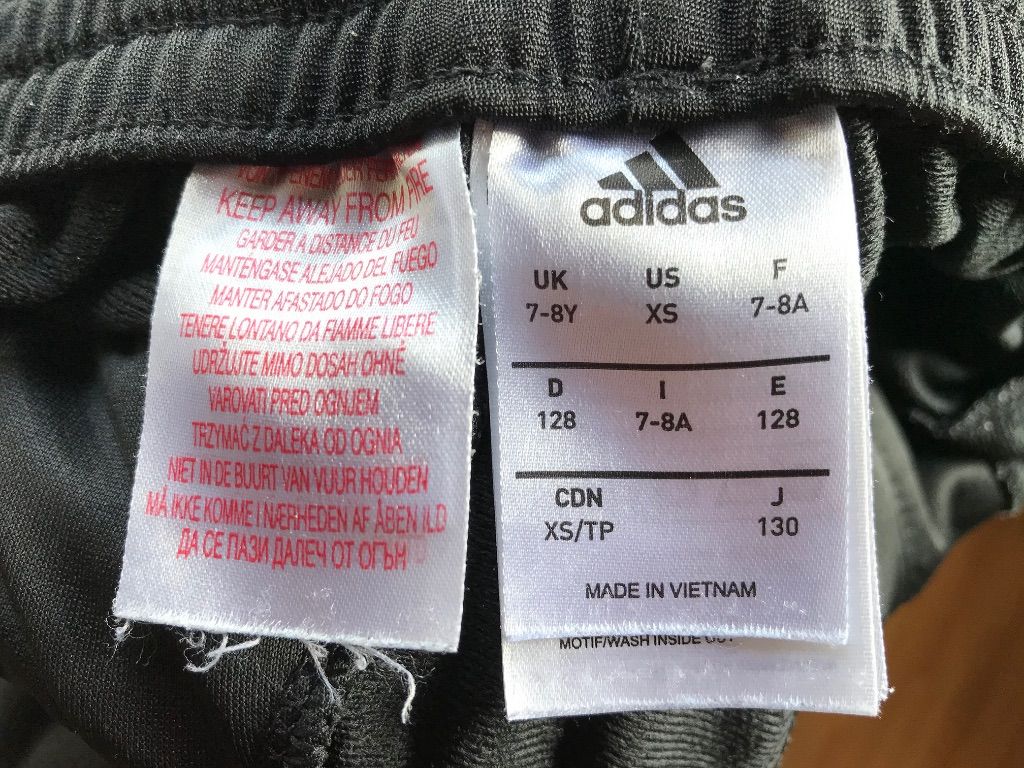 KEEP AWAY FROM FIRE
GARDER A DISTANCE DU FEU
MANTÉNGASE ALEJADO DEL FUEGO
MANTER AFASTADO DO FOGO
TENERE LONTANO DA FIAMME LIBERE
UDRŽUJTE MIMO DOSAH OHNĚ
VAROVATI PRED OGNJEM
TRZYMAĆ Z DALEKA OD OGNIA
NIET IN DE BUURT VAN VUUR HOUDEN
MÅ IKKE KOMME I NÆRHEDEN AF ÅBEN ILD
ДА СЕ ПАЗИ ДАЛЕЧ ОТ ОГЪН
adidas
UK US F
7-8Y XS 7-8A
D I E
128 7-8A 128
CDN J
XS/TP 130
MADE IN VIETNAM
MOTIF/WASH INSIDE